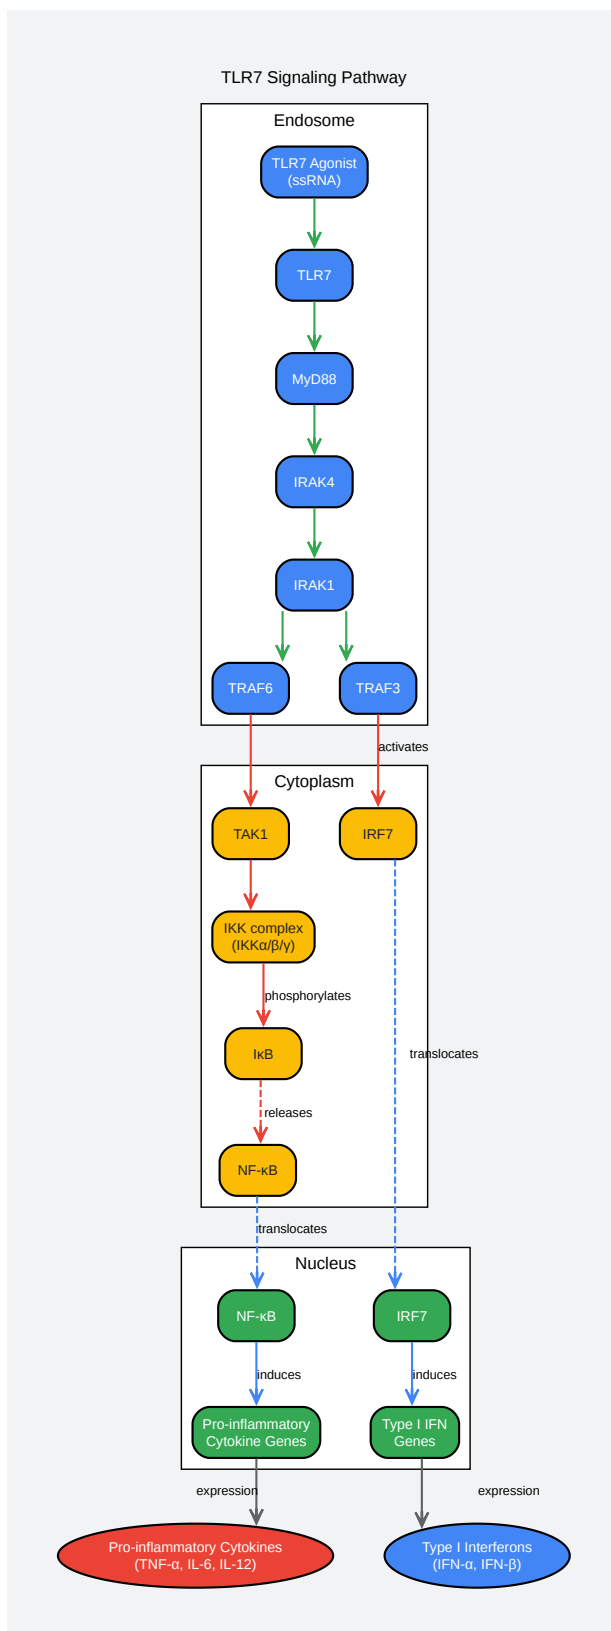 TLR7 Signaling Pathway
Endosome
TLR7 Agonist
(ssRNA)
TLR7
MyD88
IRAK4
IRAK1
TRAF6
TRAF3
activates
Cytoplasm
TAK1
IRF7
IKK complex
(IKKα/β/γ)
phosphorylates
IκB
translocates
releases
NF-κB
translocates
Nucleus
NF-κB
IRF7
induces
induces
Pro-inflammatory
Cytokine Genes
Type I IFN
Genes
expression
expression
Pro-inflammatory Cytokines
(TNF-α, IL-6, IL-12)
Type I Interferons
(IFN-α, IFN-β)